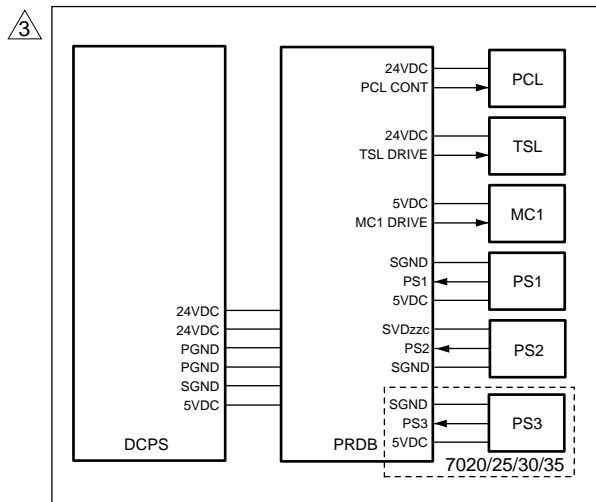 3
24VDC
PCL CONT
PCL
24VDC
TSL DRIVE
TSL
5VDC
MC1 DRIVE
MC1
SGND
PS1
5VDC
PS1
SVDzzc
PS2
SGND
PS2
SGND
PS3
5VDC
PS3
7020/25/30/35
24VDC
24VDC
PGND
PGND
SGND
5VDC
DCPS
PRDB